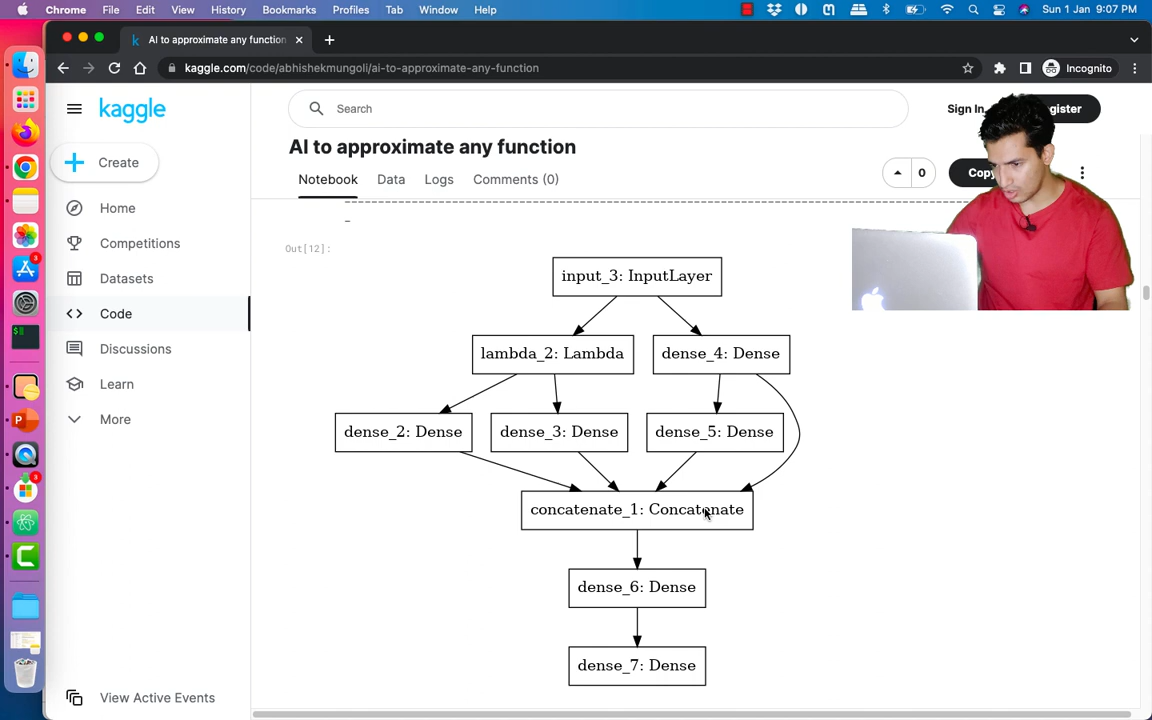 Chrome File Edit View History Bookmarks Profiles Tab Window Help Sun 1 Jan 9:07 PM
AI to approximate any function
kaggle.com/code/abhishekmungoli/ai-to-approximate-any-function Incognito
kaggle Search Sign In gister
Create
Home
Competitions
Datasets
Code
Discussions
Learn
More
View Active Events
AI to approximate any function
Notebook Data Logs Comments (0) 0 Copy
Out[12]:
input_3: InputLayer
lambda_2: Lambda dense_4: Dense
dense_2: Dense dense_3: Dense dense_5: Dense
concatenate_1: Concatenate
dense_6: Dense
dense_7: Dense
3
3